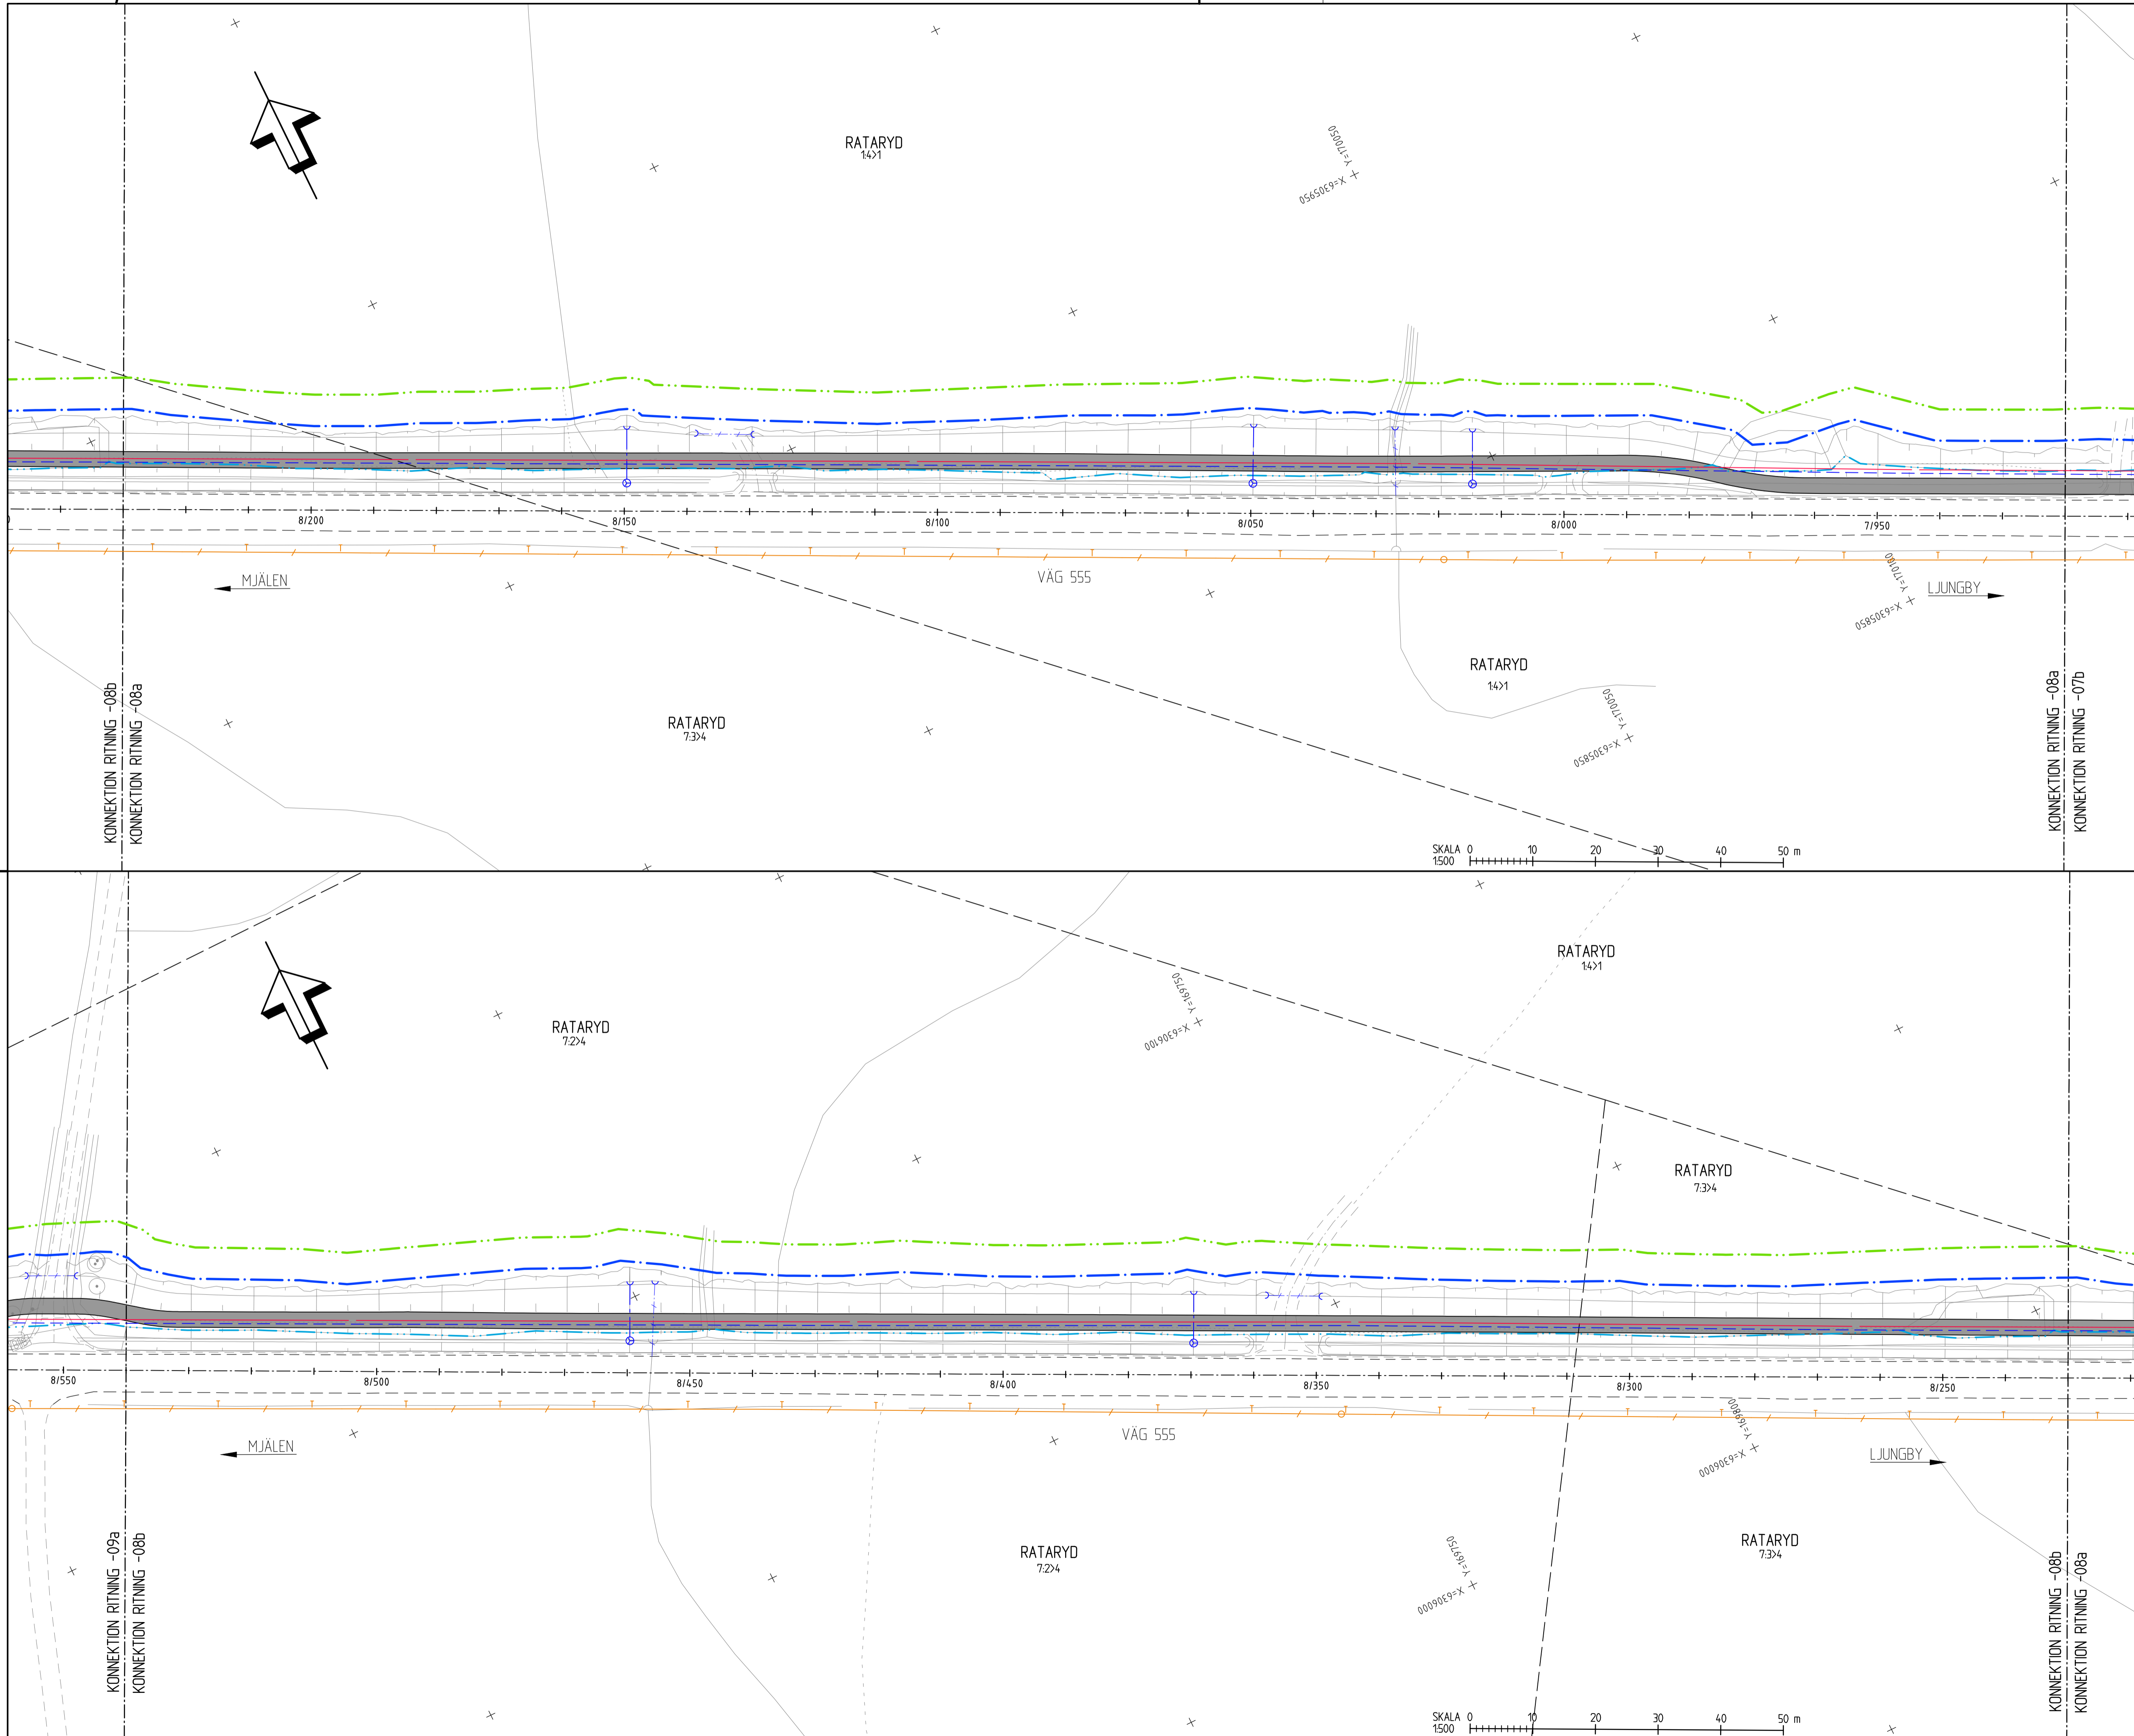 RATARYD
1:4>1
Y=170050
X=6305950
8/200
8/150
8/100
8/050
8/000
7/950
MJÄLEN
VÄG 555
Y=170100
X=6305850
LJUNGBY
RATARYD
1:4>1
Y=170050
X=6305850
RATARYD
7:3>4
KONNEKTION RITNING -08b
KONNEKTION RITNING -08a
KONNEKTION RITNING -08a
KONNEKTION RITNING -07b
SKALA 0 10 20 30 40 50 m
1:500
RATARYD
1:4>1
Y=169750
X=6306100
RATARYD
7:2>4
RATARYD
7:3>4
8/550
8/500
8/450
8/400
8/350
8/300
8/250
MJÄLEN
VÄG 555
Y=169800
X=6306000
LJUNGBY
RATARYD
7:2>4
Y=169750
X=6306000
RATARYD
7:3>4
KONNEKTION RITNING -09a
KONNEKTION RITNING -08b
KONNEKTION RITNING -08b
KONNEKTION RITNING -08a
SKALA 0 10 20 30 40 50 m
1:500